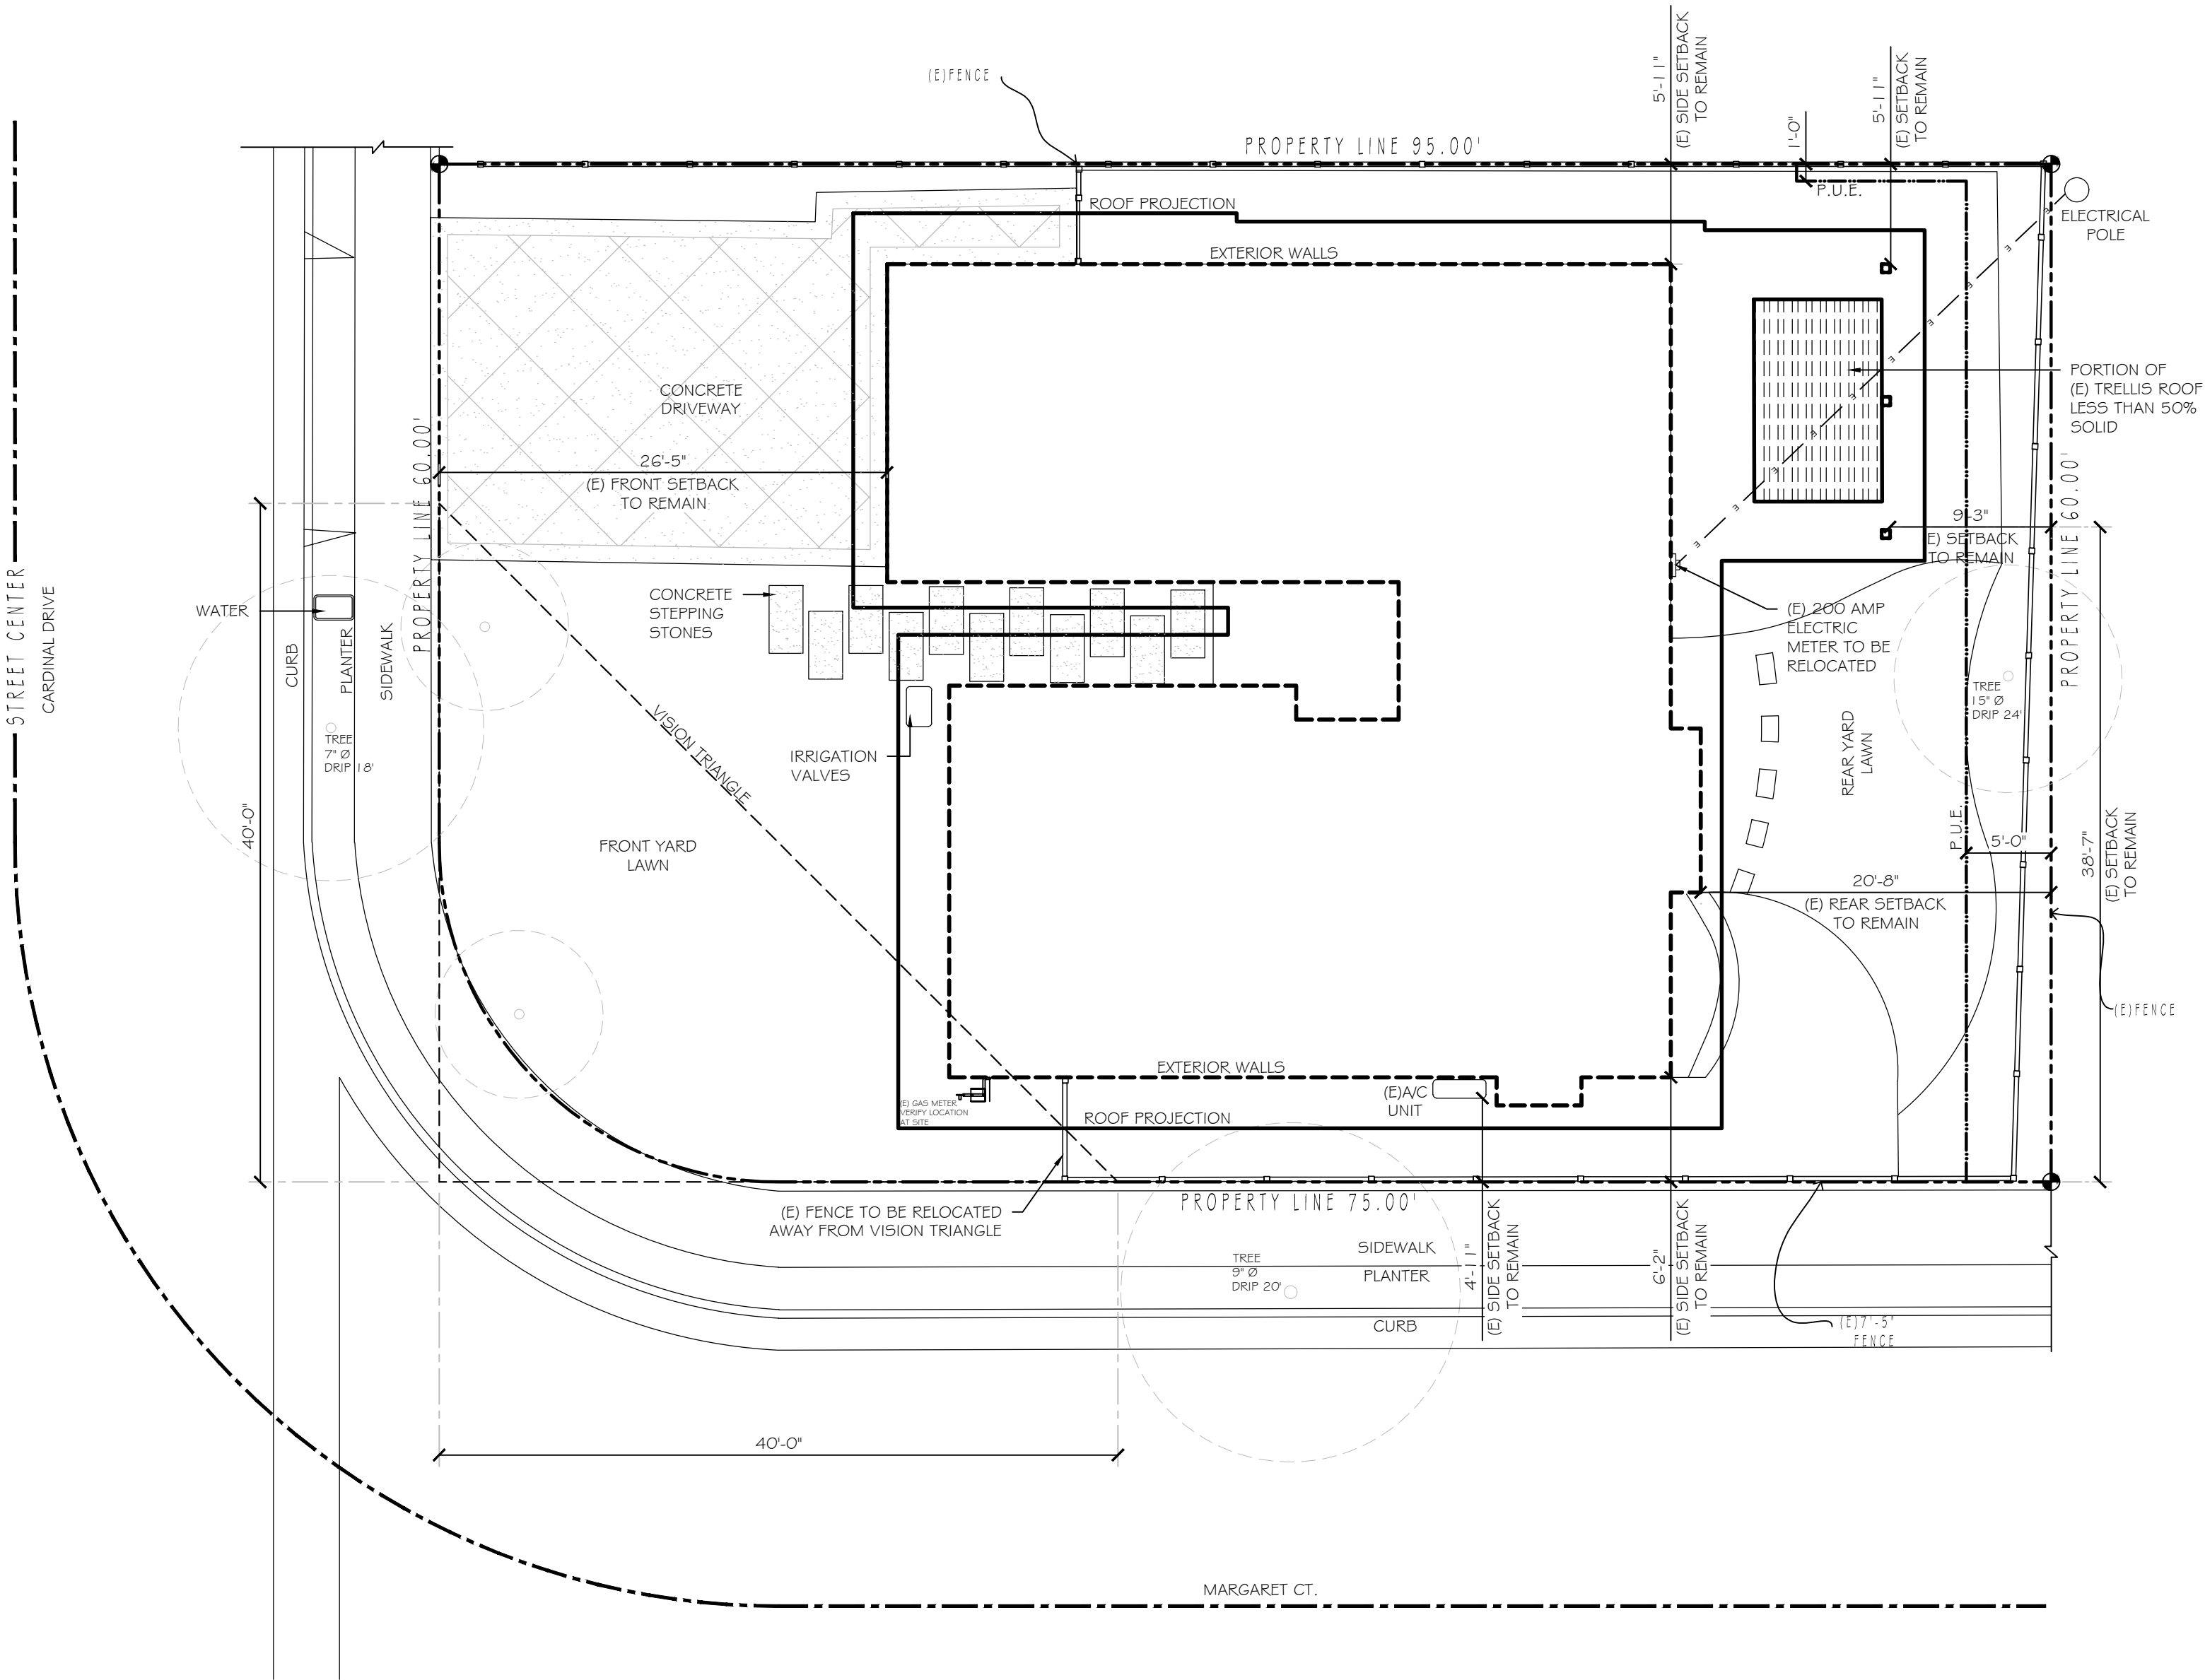 (E)FENCE
5'-11"
(E) SIDE SETBACK
TO REMAIN
1'-0"
5'-11"
(E) SETBACK
TO REMAIN
PROPERTY LINE 95.00'
P.U.E.
ROOF PROJECTION
EXTERIOR WALLS
ELECTRICAL
POLE
E
E
E
E
E
E
E
E
E
E
CONCRETE
DRIVEWAY
PORTION OF
(E) TRELLIS ROOF
LESS THAN 50%
SOLID
26'-5"
(E) FRONT SETBACK
TO REMAIN
PROPERTY LINE 60.00'
PROPERTY LINE 60.00'
9'-3"
E) SETBACK
TO REMAIN
STREET CENTER
CARDINAL DRIVE
WATER
CURB
PLANTER
SIDEWALK
CONCRETE
STEPPING
STONES
(E) 200 AMP
ELECTRIC
METER TO BE
RELOCATED
TREE
15" Ø
DRIP 24'
TREE
7" Ø
DRIP 18'
VISION TRIANGLE
IRRIGATION
VALVES
REAR YARD
LAWN
40'-0"
FRONT YARD
LAWN
P.U.E.
5'-0"
38'-7"
(E) SETBACK
TO REMAIN
20'-8"
(E) REAR SETBACK
TO REMAIN
(E)FENCE
EXTERIOR WALLS
(E) GAS METER
VERIFY LOCATION
AT SITE
ROOF PROJECTION
(E)A/C
UNIT
PROPERTY LINE 75.00'
(E) FENCE TO BE RELOCATED
AWAY FROM VISION TRIANGLE
TREE
9" Ø
DRIP 20'
SIDEWALK
PLANTER
CURB
4'-11"
(E) SIDE SETBACK
TO REMAIN
6'-2"
(E) SIDE SETBACK
TO REMAIN
(E)7'-5"
FENCE
40'-0"
MARGARET CT.